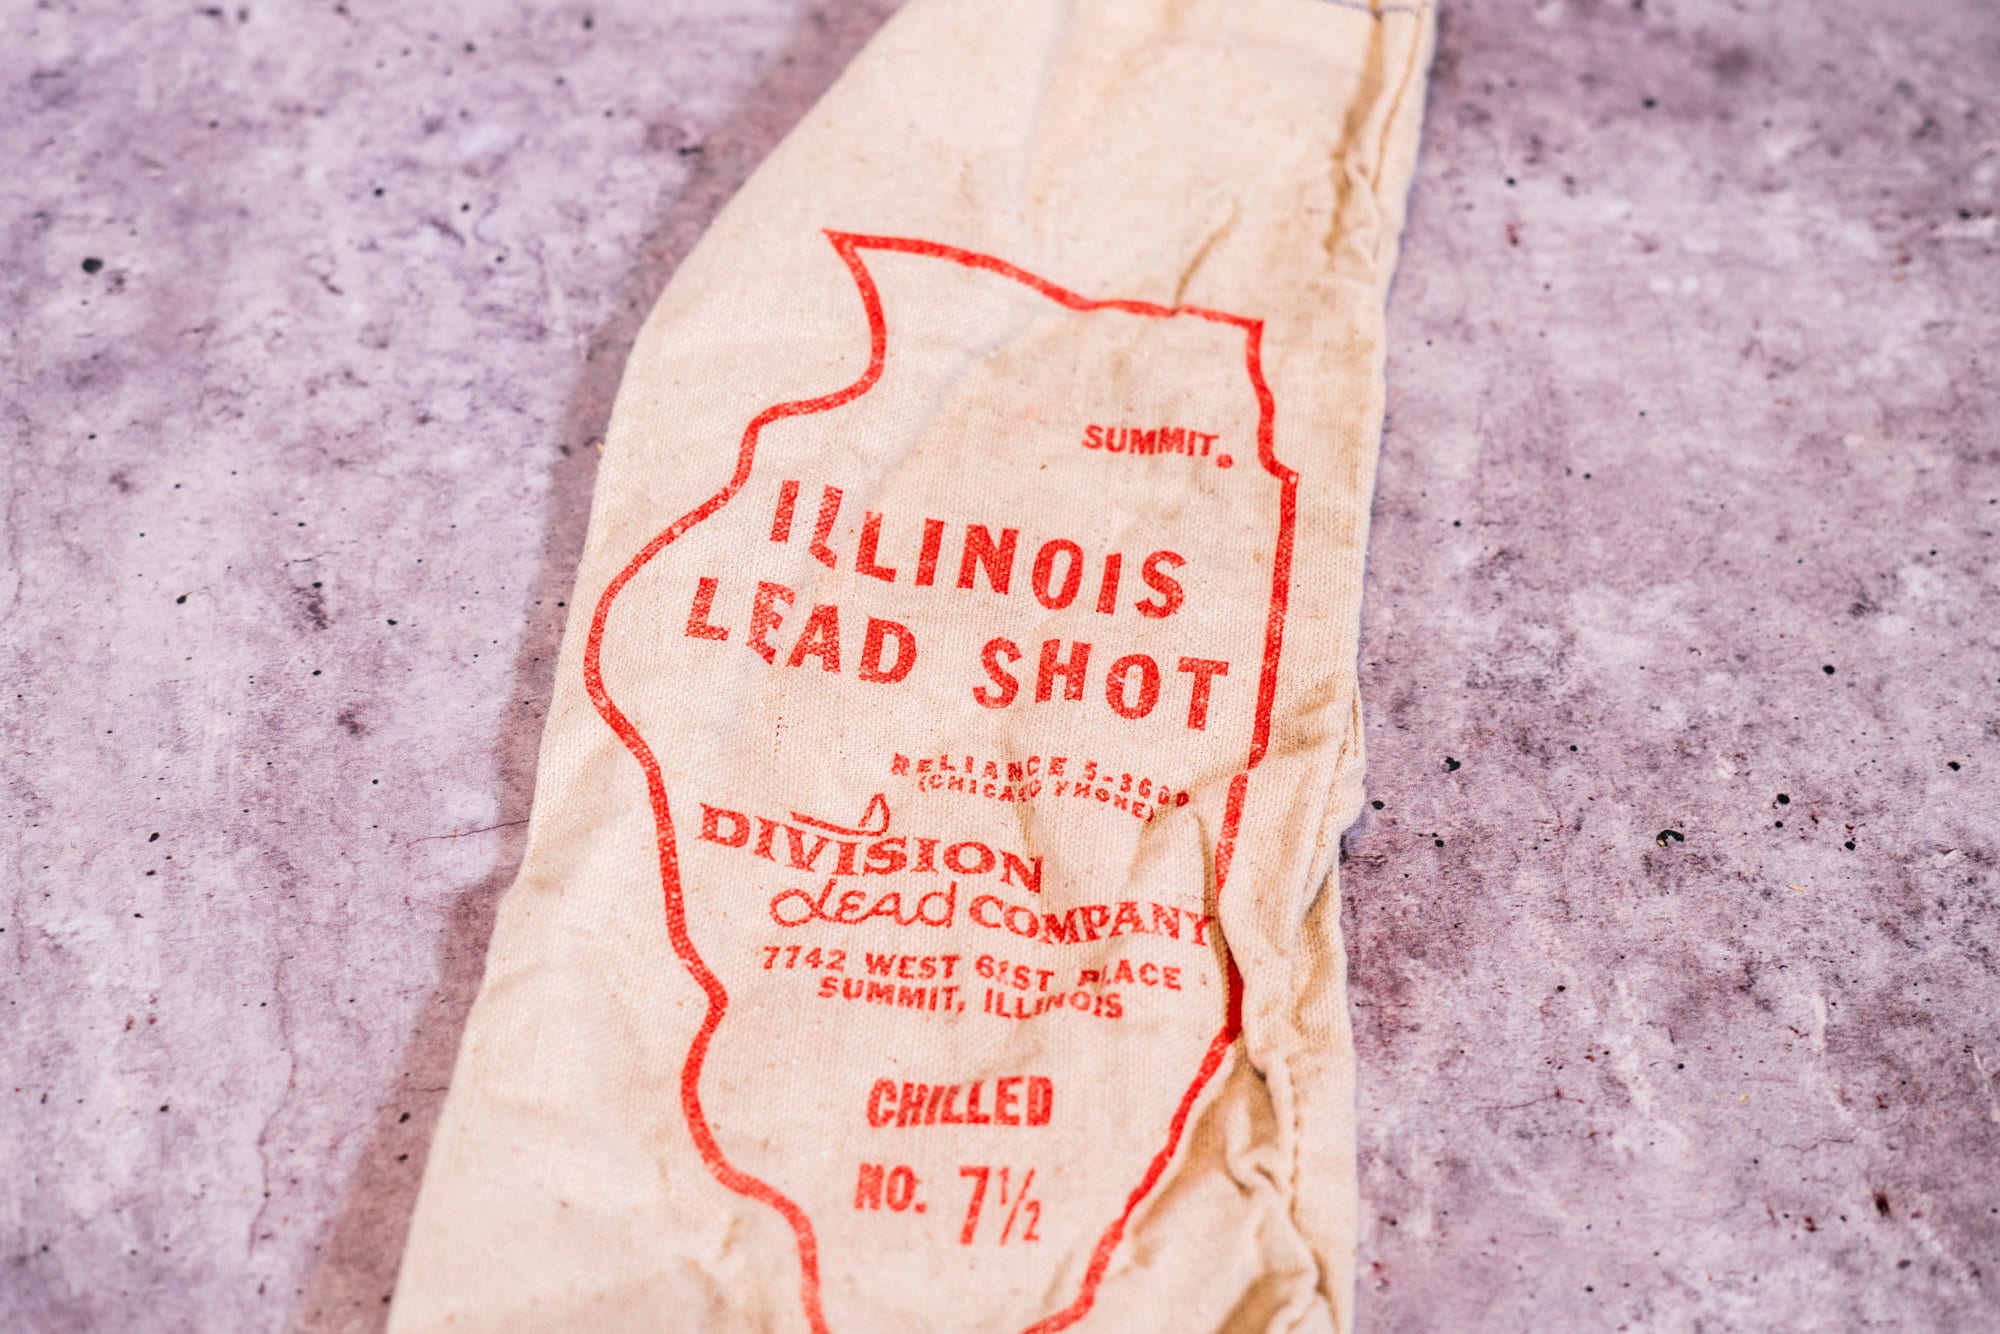 SUMMIT.
ILLINOIS
LEAD SHOT
RELIANCE 5-3600
(CHICAGO PHONE)
DIVISION
Lead COMPANY
7742 WEST 61ST PLACE
SUMMIT, ILLINOIS
CHILLED
NO. 7½